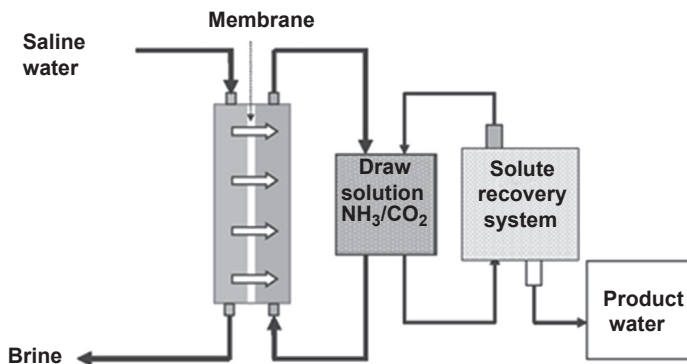 Membrane
Saline
water
Draw
solution
NH₃/CO₂
Solute
recovery
system
Product
water
Brine